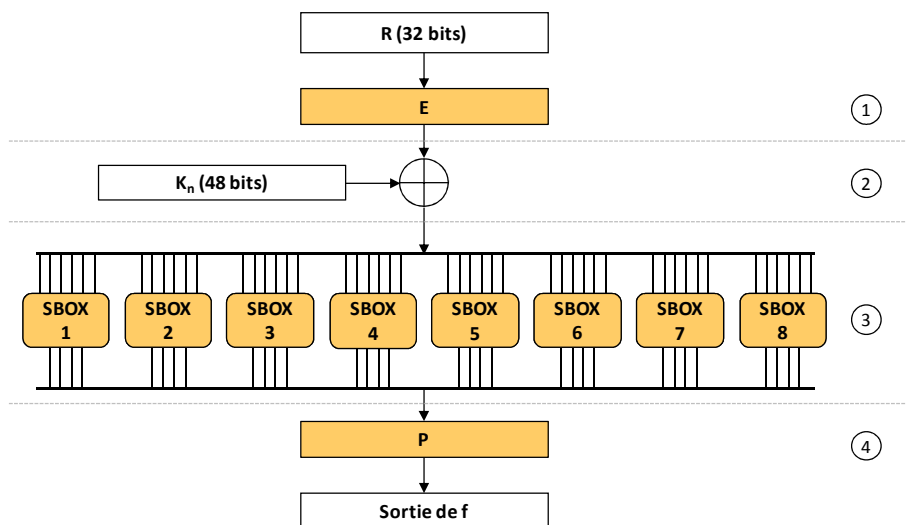 R (32 bits)
E
1
Kn (48 bits)
2
SBOX 1
SBOX 2
SBOX 3
SBOX 4
SBOX 5
SBOX 6
SBOX 7
SBOX 8
3
P
4
Sortie de f